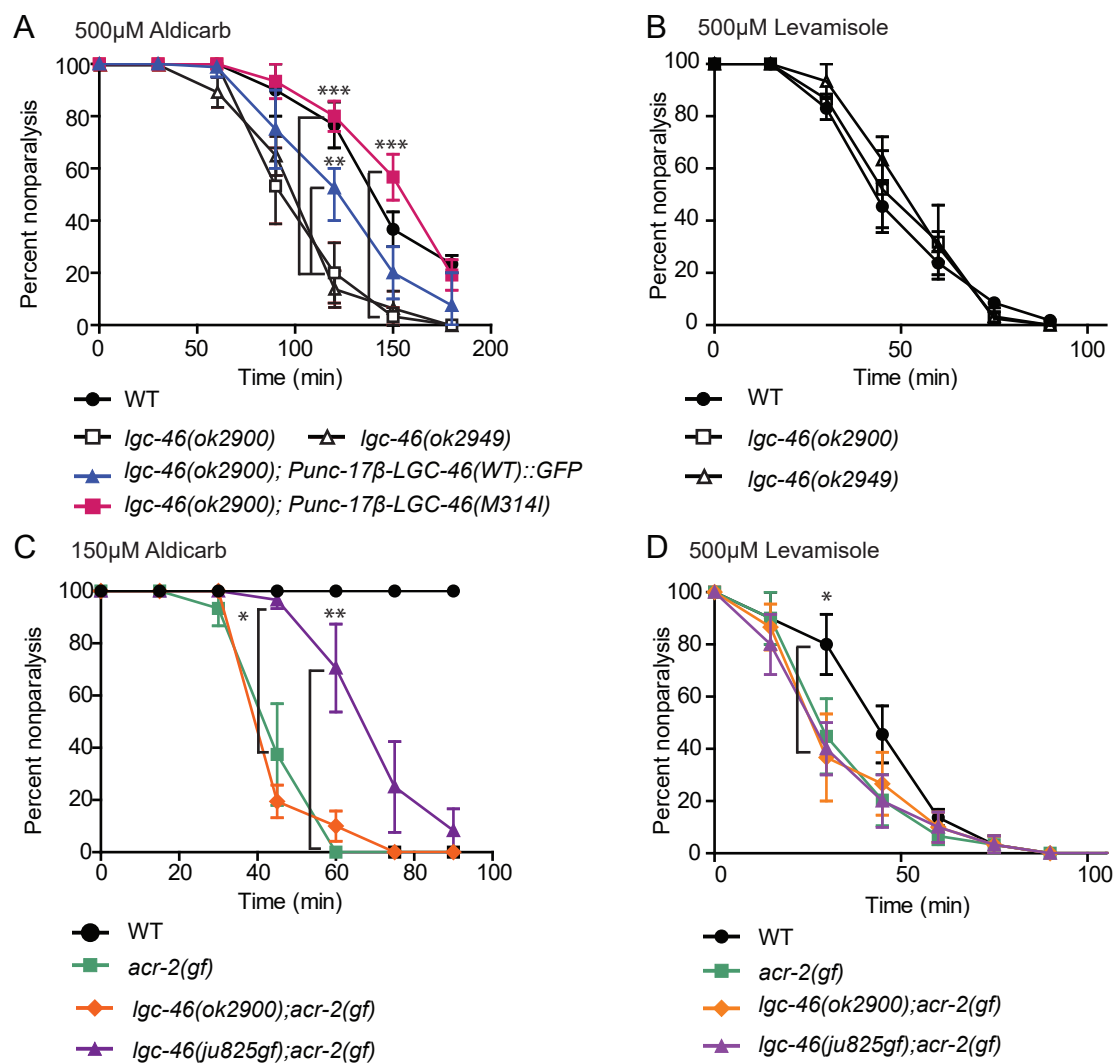 A 500µM Aldicarb
Percent nonparalysis
100
80
60
40
20
0
***
***
**
0 50 100 150 200
Time (min)
WT
lgc-46(ok2900) lgc-46(ok2949)
lgc-46(ok2900); Punc-17β-LGC-46(WT)::GFP
lgc-46(ok2900); Punc-17β-LGC-46(M314I)
B 500µM Levamisole
Percent nonparalysis
100
80
60
40
20
0
0 50 100
Time (min)
WT
lgc-46(ok2900)
lgc-46(ok2949)
C 150µM Aldicarb
Percent nonparalysis
100
80
60
40
20
0
* **
0 20 40 60 80 100
Time (min)
WT
acr-2(gf)
lgc-46(ok2900);acr-2(gf)
lgc-46(ju825gf);acr-2(gf)
D 500µM Levamisole
Percent nonparalysis
100
80
60
40
20
0
*
0 50 100
Time (min)
WT
acr-2(gf)
lgc-46(ok2900);acr-2(gf)
lgc-46(ju825gf);acr-2(gf)